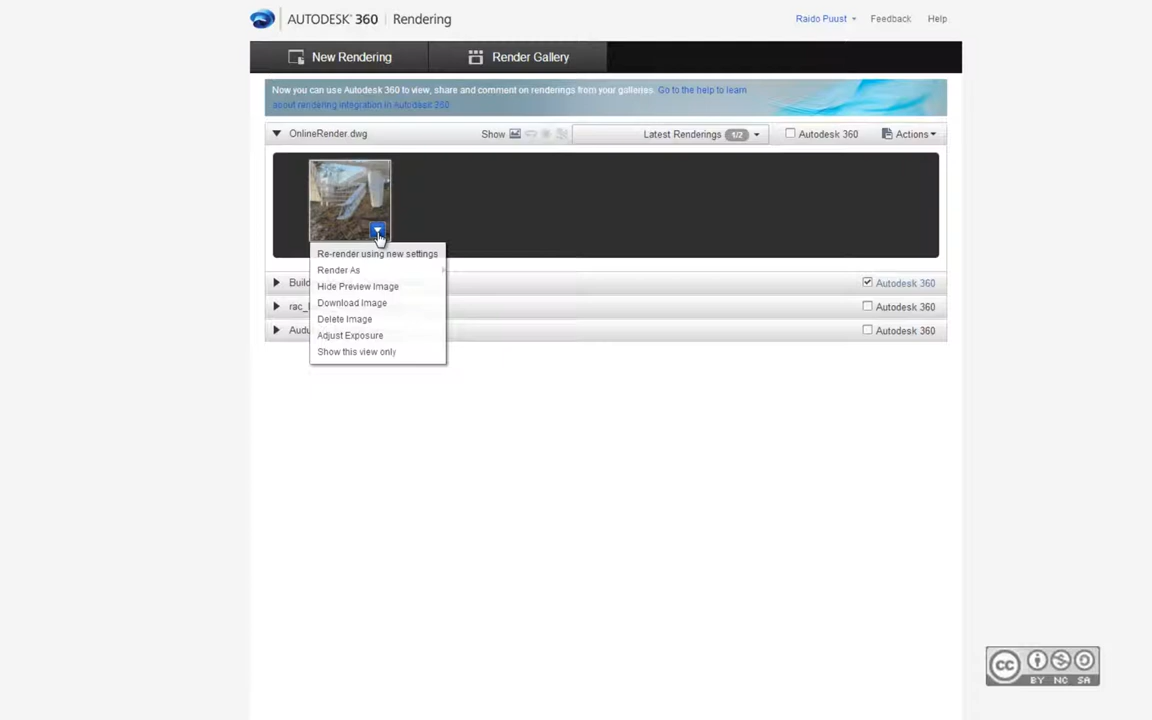 AUTODESK® 360 Rendering
Raido Puust
Feedback
Help
New Rendering
Render Gallery
Now you can use Autodesk 360 to view, share and comment on renderings from your galleries. Go to the help to learn
about rendering integration in Autodesk 360
OnlineRender.dwg
Show
Latest Renderings 1/2
Autodesk 360
Actions
Re-render using new settings
Render As
Hide Preview Image
Download Image
Delete Image
Adjust Exposure
Show this view only
Build
Autodesk 360
rac_
Autodesk 360
Autodesk 360
CC BY NC SA